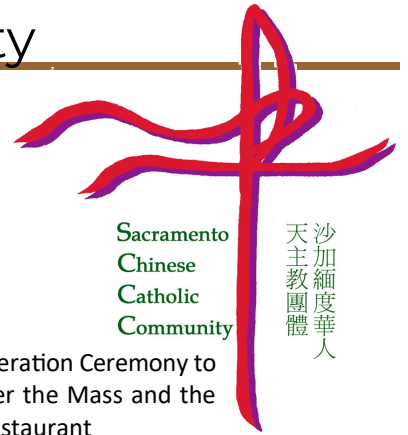 ty
Sacramento
Chinese
Catholic
Community
沙加緬度華人
天主教團體
eration Ceremony to
er the Mass and the
staurant